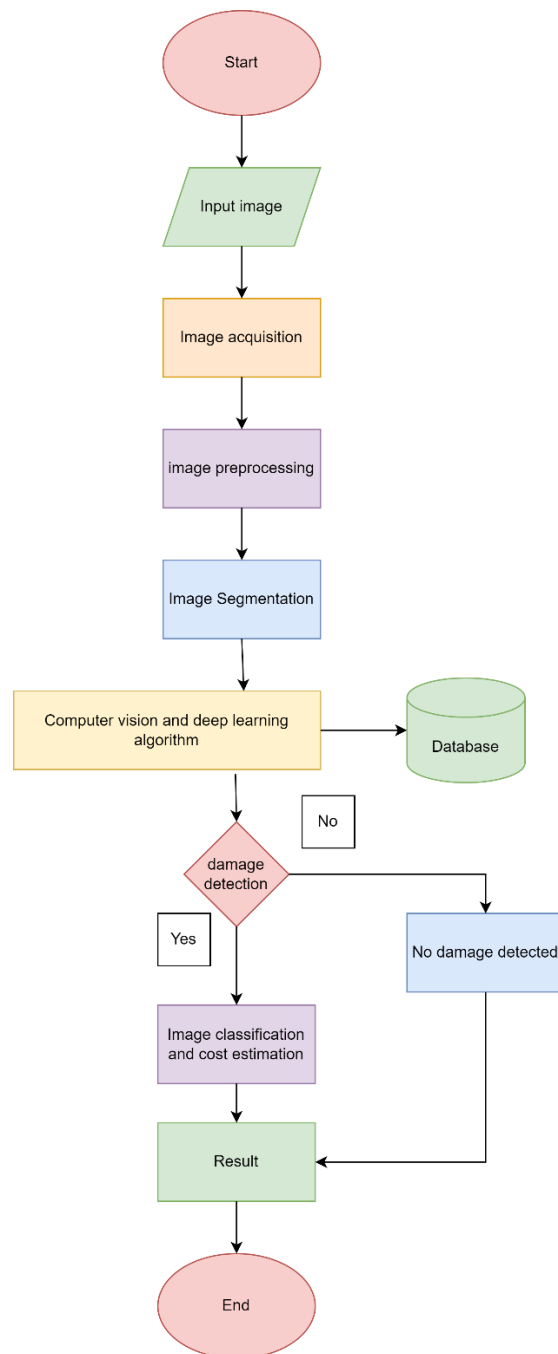 Start
Input image
Image acquisition
image preprocessing
Image Segmentation
Computer vision and deep learning
algorithm
Database
No
damage
detection
Yes
No damage detected
Image classification
and cost estimation
Result
End